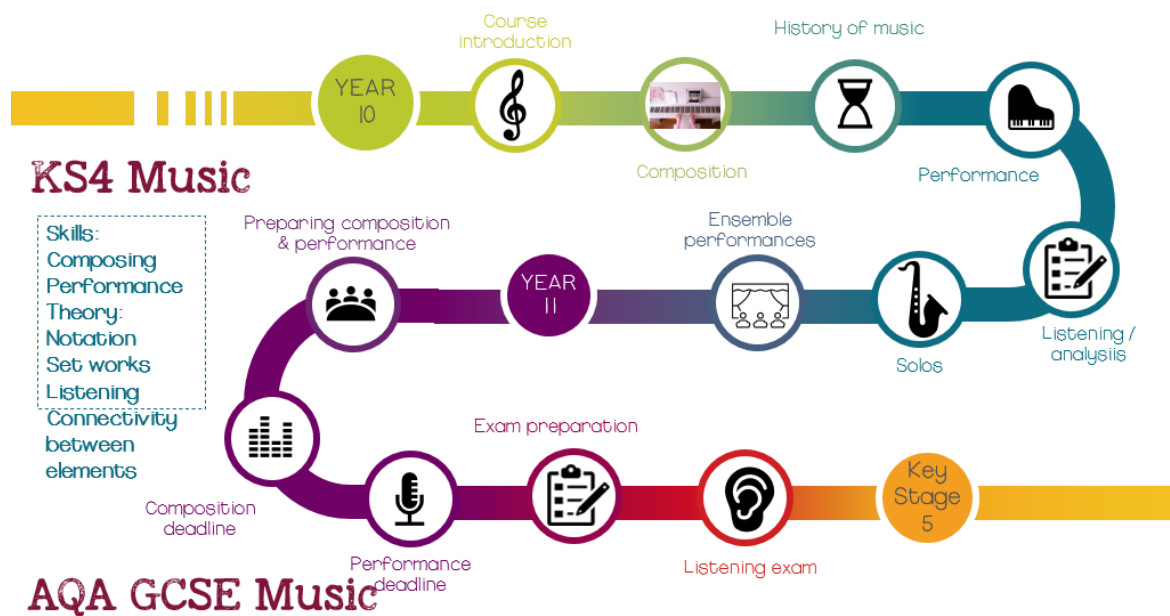 Course
introduction
History of music
YEAR
10
Composition
Performance
KS4 Music
Skills:
Composing
Performance
Theory:
Notation
Set works
Listening
Connectivity
between
elements
Preparing composition
& performance
YEAR
11
Ensemble
performances
Solos
Listening /
analysiis
Exam preparation
Composition
deadline
Performance
deadline
Listening exam
Key
Stage
5
AQA GCSE Music